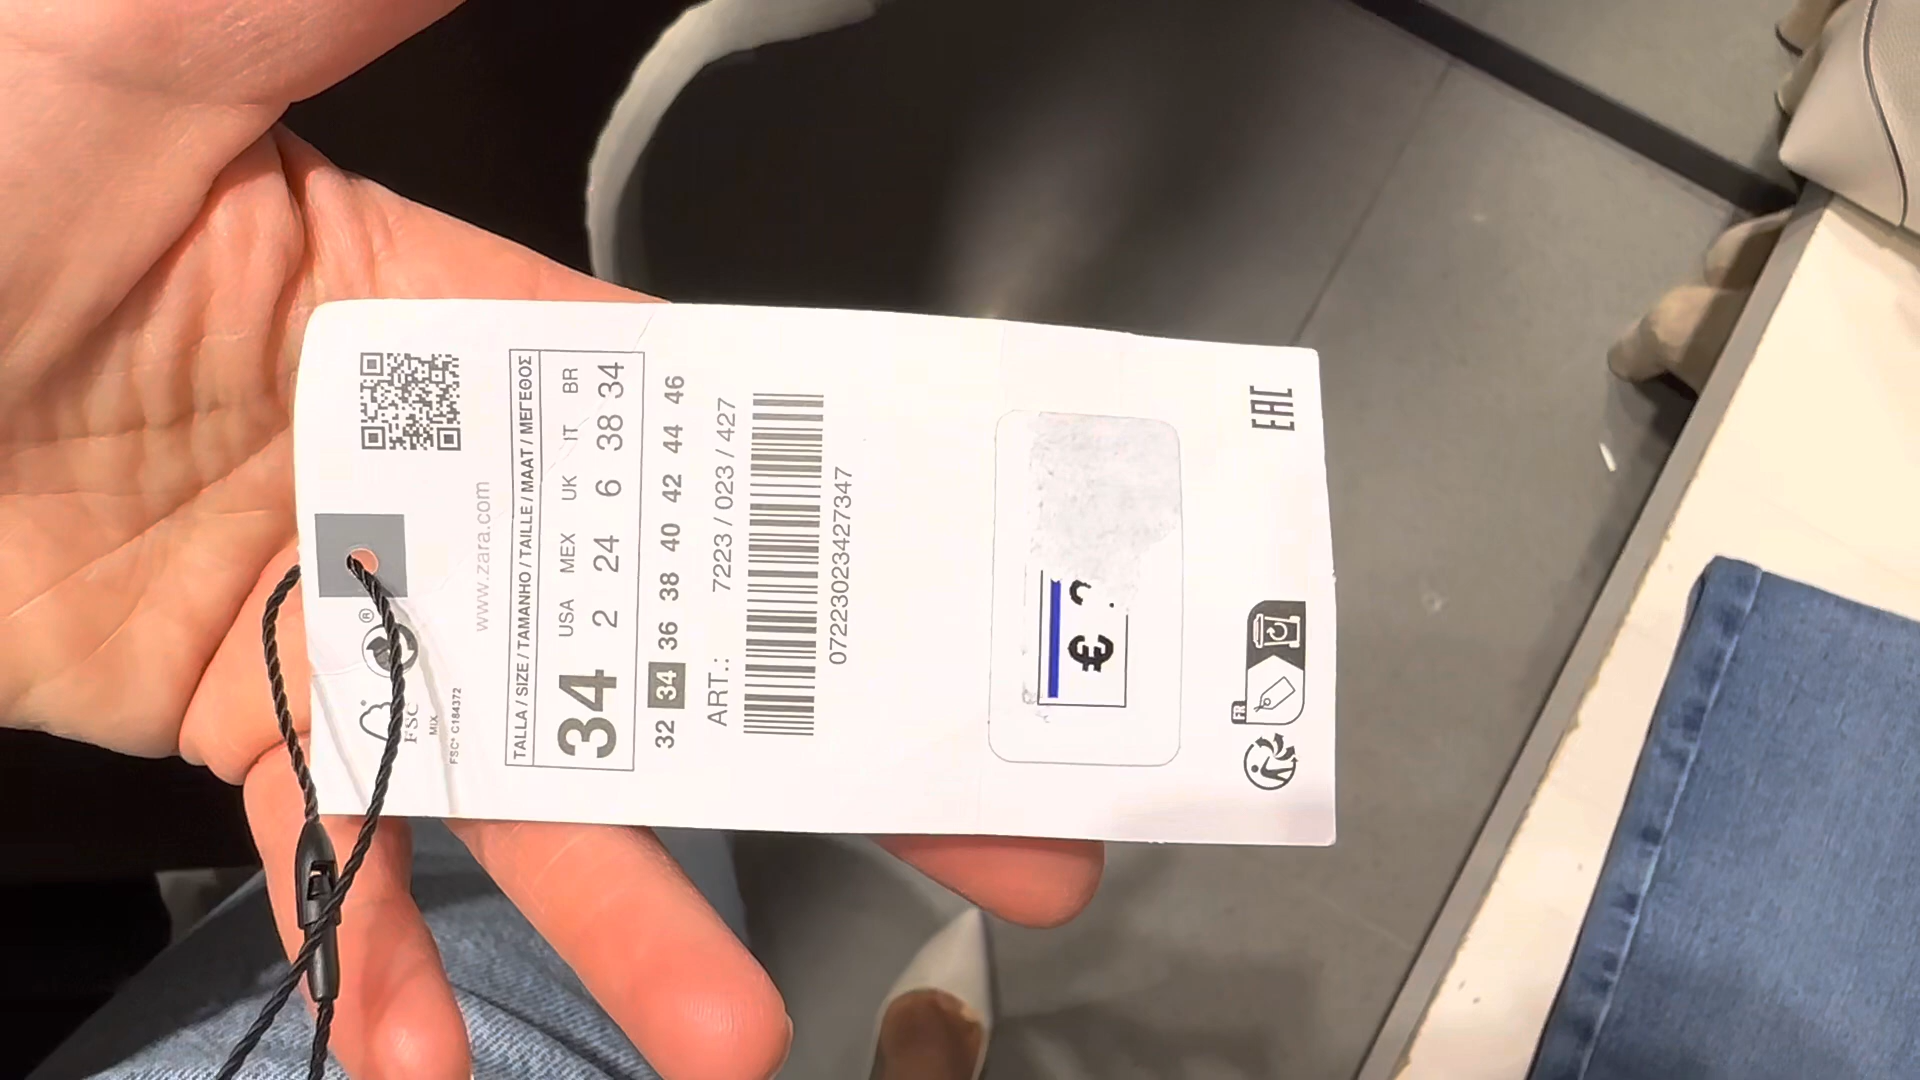 FSC
®
MIX
FSC® C184372
www.zara.com
TALLA / SIZE / TAMANHO / TAILLE / MAAT / ΜΕΓΕΘΟΣ
USA MEX UK IT BR
34 2 24 6 38 34
32 34 36 38 40 42 44 46
ART.: 7223 / 023 / 427
07223023427347
€
FR
EAC